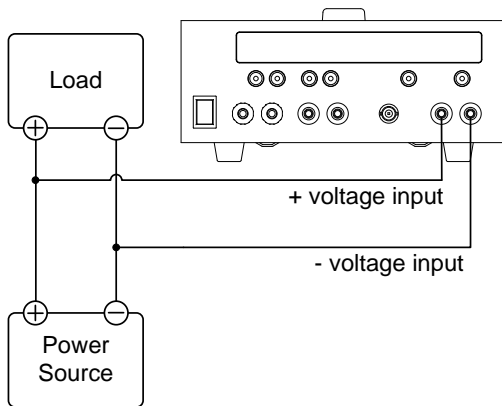 Load
+ −
+ voltage input
- voltage input
+ −
Power
Source